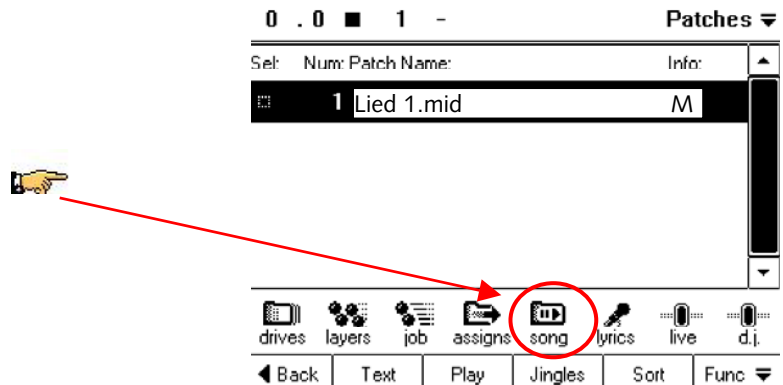 0 .0 ■ 1 - Patches
Sel: Num: Patch Name: Info:
1 Lied 1.mid M
drives layers job assigns song lyrics live d.j.
Back Text Play Jingles Sort Func